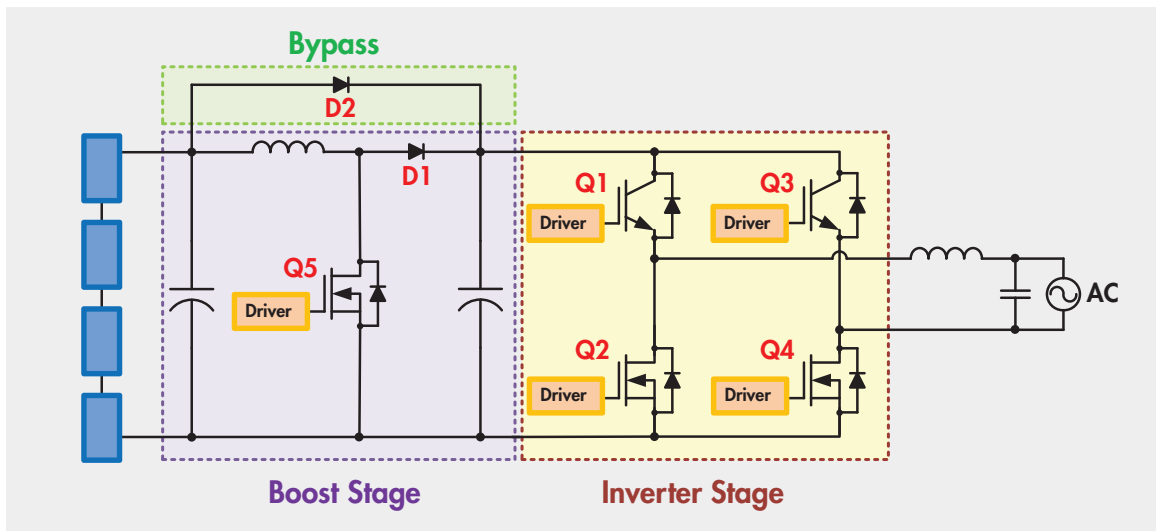 Bypass
D2
D1
Q1
Q3
Driver
Driver
Q5
Driver
AC
Q2
Q4
Driver
Driver
Boost Stage
Inverter Stage